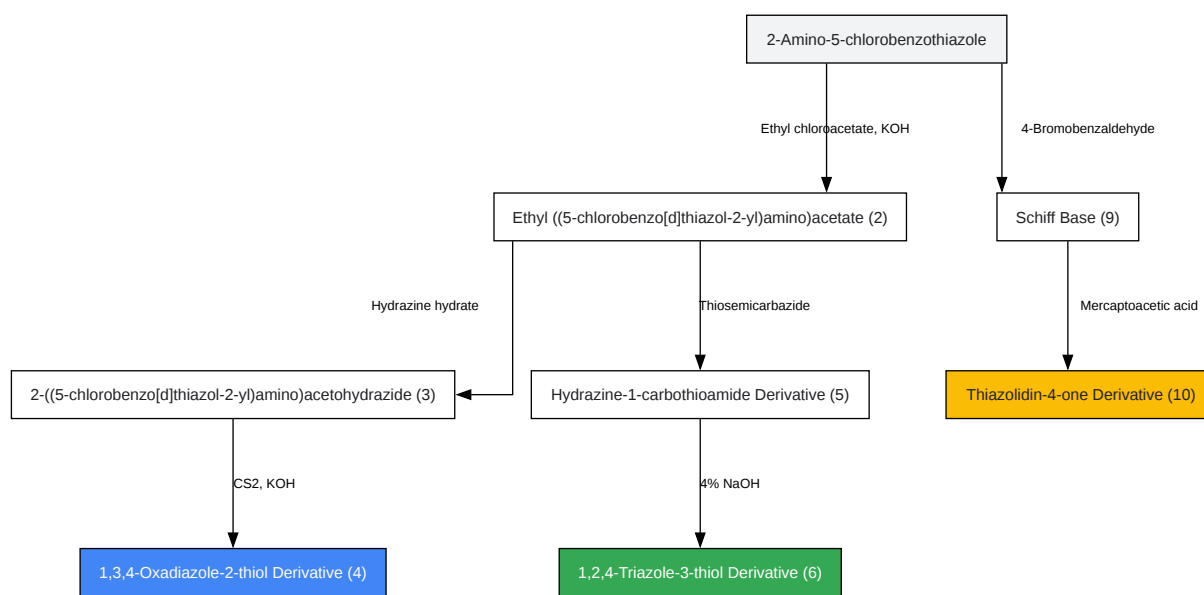 2-Amino-5-chlorobenzothiazole
Ethyl chloroacetate, KOH
4-Bromobenzaldehyde
Ethyl ((5-chlorobenzo[d]thiazol-2-yl)amino)acetate (2)
Schiff Base (9)
Hydrazine hydrate
Thiosemicarbazide
Mercaptoacetic acid
2-((5-chlorobenzo[d]thiazol-2-yl)amino)acetohydrazide (3)
Hydrazine-1-carbothioamide Derivative (5)
Thiazolidin-4-one Derivative (10)
CS2, KOH
4% NaOH
1,3,4-Oxadiazole-2-thiol Derivative (4)
1,2,4-Triazole-3-thiol Derivative (6)